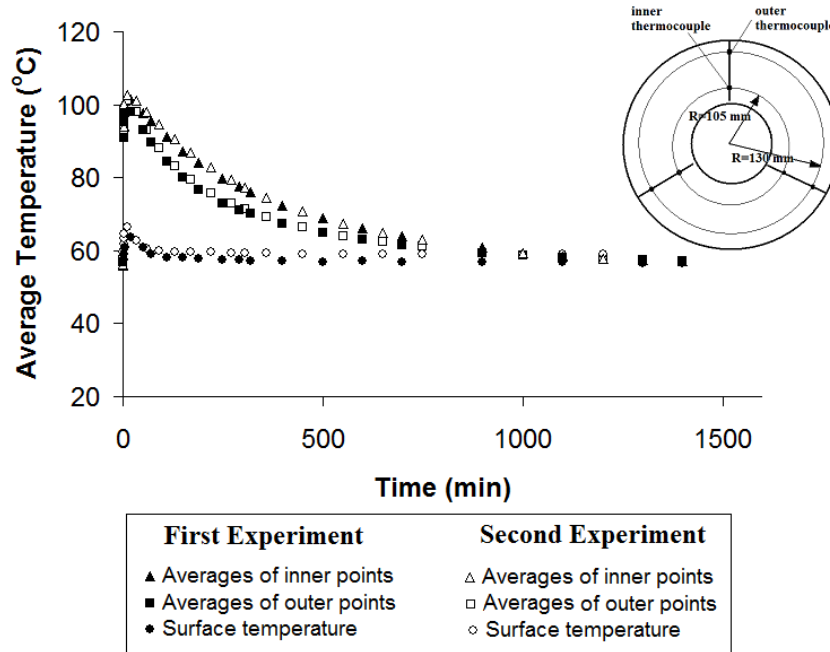 inner
thermocouple
outer
thermocouple
R=105 mm
R=130 mm
Average Temperature (°C)
120
100
80
60
40
20
0
500
1000
1500
Time (min)
First Experiment
Averages of inner points
Averages of outer points
Surface temperature
Second Experiment
Averages of inner points
Averages of outer points
Surface temperature